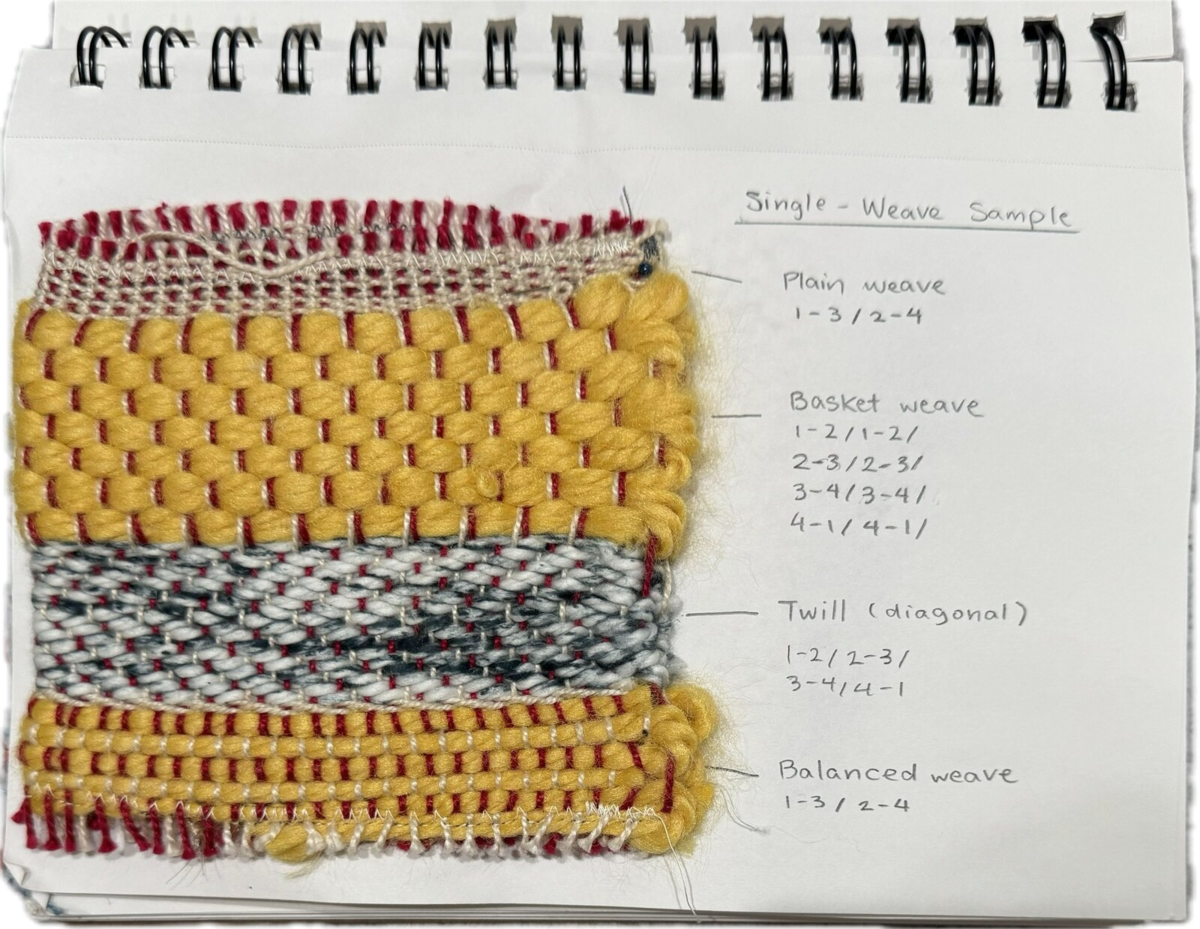 Single - Weave Sample
Plain weave
1-3 / 2-4
Basket weave
1-2 / 1-2 /
2-3 / 2-3 /
3-4 / 3-4 /
4-1 / 4-1 /
Twill (diagonal)
1-2 / 2-3 /
3-4 / 4-1
Balanced weave
1-3 / 2-4